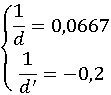 1/d = 0,0667
1/d' = −0,2